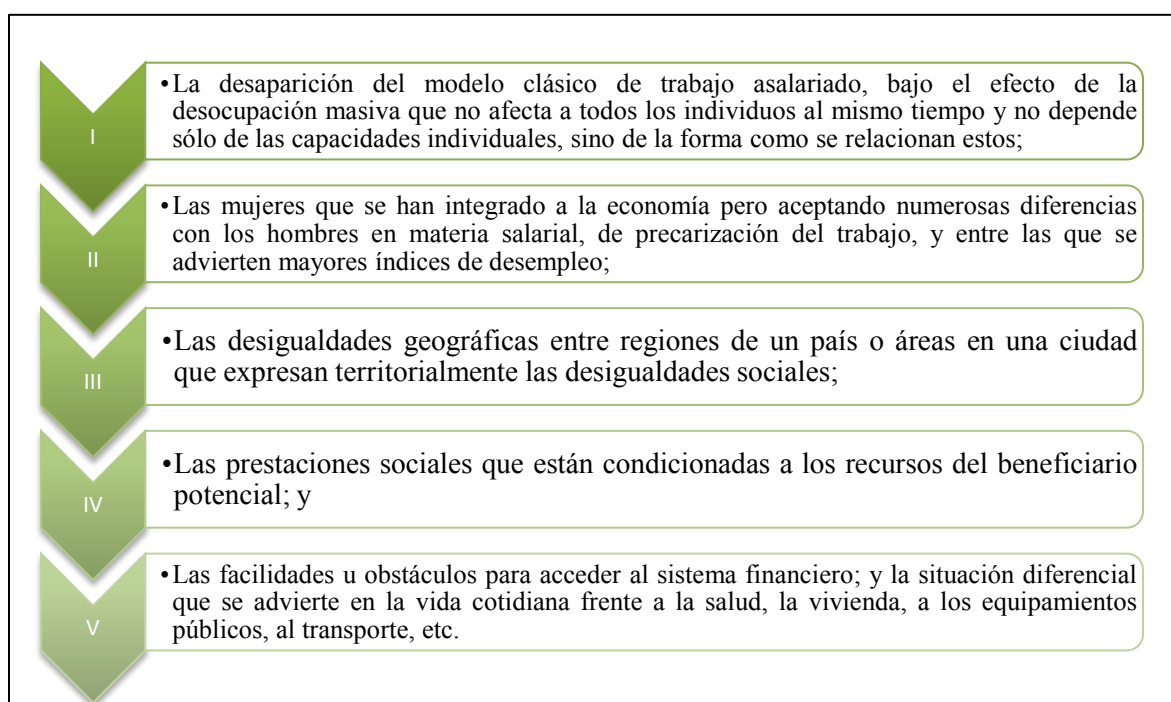 I
•La desaparición del modelo clásico de trabajo asalariado, bajo el efecto de la
desocupación masiva que no afecta a todos los individuos al mismo tiempo y no depende
sólo de las capacidades individuales, sino de la forma como se relacionan estos;
II
•Las mujeres que se han integrado a la economía pero aceptando numerosas diferencias
con los hombres en materia salarial, de precarización del trabajo, y entre las que se
advierten mayores índices de desempleo;
III
•Las desigualdades geográficas entre regiones de un país o áreas en una ciudad
que expresan territorialmente las desigualdades sociales;
IV
•Las prestaciones sociales que están condicionadas a los recursos del beneficiario
potencial; y
V
•Las facilidades u obstáculos para acceder al sistema financiero; y la situación diferencial
que se advierte en la vida cotidiana frente a la salud, la vivienda, a los equipamientos
públicos, al transporte, etc.